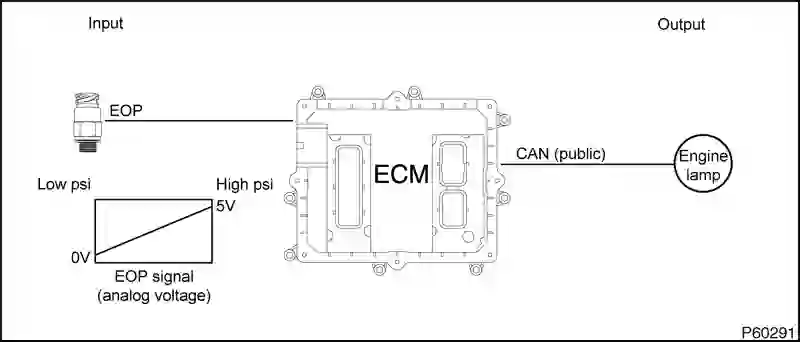 Input
Output
EOP
ECM
CAN (public)
Engine
lamp
Low psi
High psi
5V
0V
EOP signal
(analog voltage)
P60291